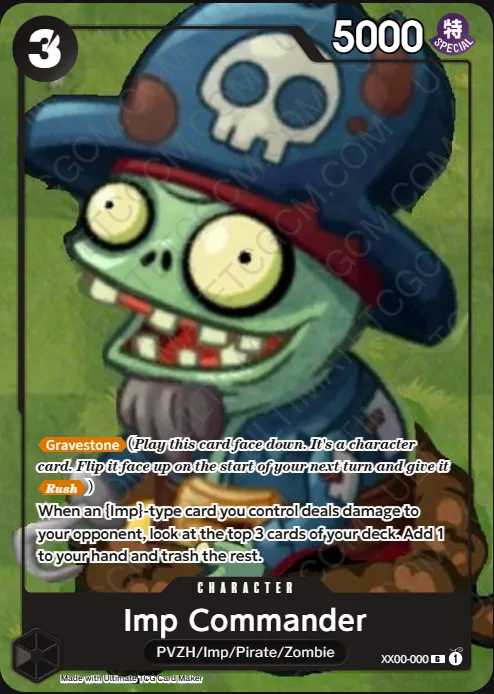 3
5000
特
SPECIAL
Gravestone (Play this card face down. It's a character
card. Flip it face up on the start of your next turn and give it
Rush )
When an {Imp}-type card you control deals damage to
your opponent, look at the top 3 cards of your deck. Add 1
to your hand and trash the rest.
CHARACTER
Imp Commander
PVZH/Imp/Pirate/Zombie
XX00-000 C 1
Made with Ultimate TCG Card Maker